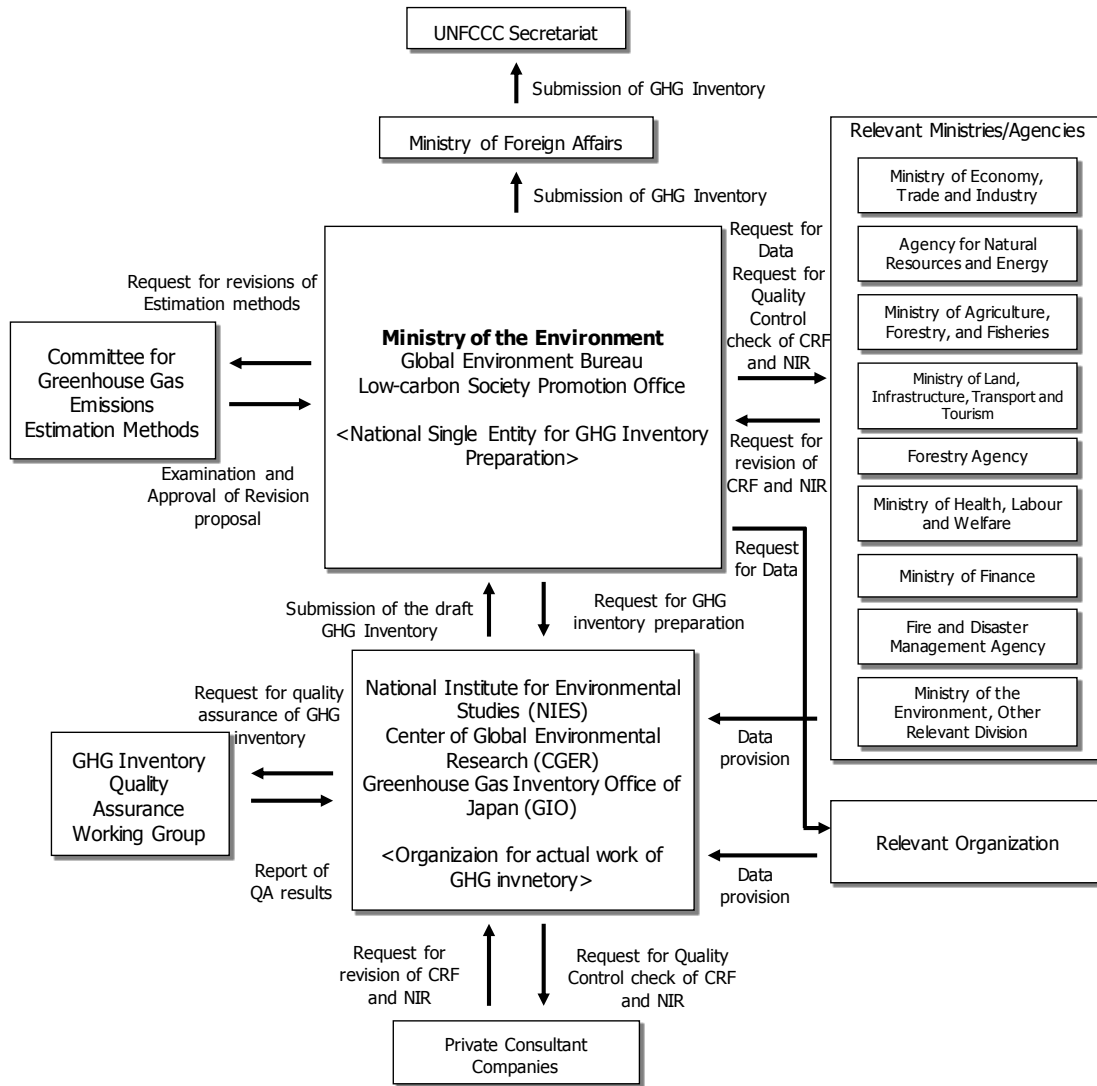 UNFCCC Secretariat
Submission of GHG Inventory
Ministry of Foreign Affairs
Submission of GHG Inventory
Relevant Ministries/Agencies
Ministry of Economy,
Trade and Industry
Agency for Natural
Resources and Energy
Ministry of Agriculture,
Forestry, and Fisheries
Ministry of Land,
Infrastructure, Transport and
Tourism
Forestry Agency
Ministry of Health, Labour
and Welfare
Ministry of Finance
Fire and Disaster
Management Agency
Ministry of the
Environment, Other
Relevant Division
Request for
Data
Request for
Quality
Control
check of CRF
and NIR
Request for
revision of
CRF and NIR
Request
for Data
Request for revisions of
Estimation methods
Committee for
Greenhouse Gas
Emissions
Estimation Methods
Examination and
Approval of Revision
proposal
Ministry of the Environment
Global Environment Bureau
Low-carbon Society Promotion Office
<National Single Entity for GHG Inventory
Preparation>
Submission of the draft
GHG Inventory
Request for GHG
inventory preparation
Request for quality
assurance of GHG
inventory
GHG Inventory
Quality
Assurance
Working Group
Report of
QA results
National Institute for Environmental
Studies (NIES)
Center of Global Environmental
Research (CGER)
Greenhouse Gas Inventory Office of
Japan (GIO)
<Organizaion for actual work of
GHG invnetory>
Data
provision
Data
provision
Relevant Organization
Request for
revision of CRF
and NIR
Request for Quality
Control check of CRF
and NIR
Private Consultant
Companies